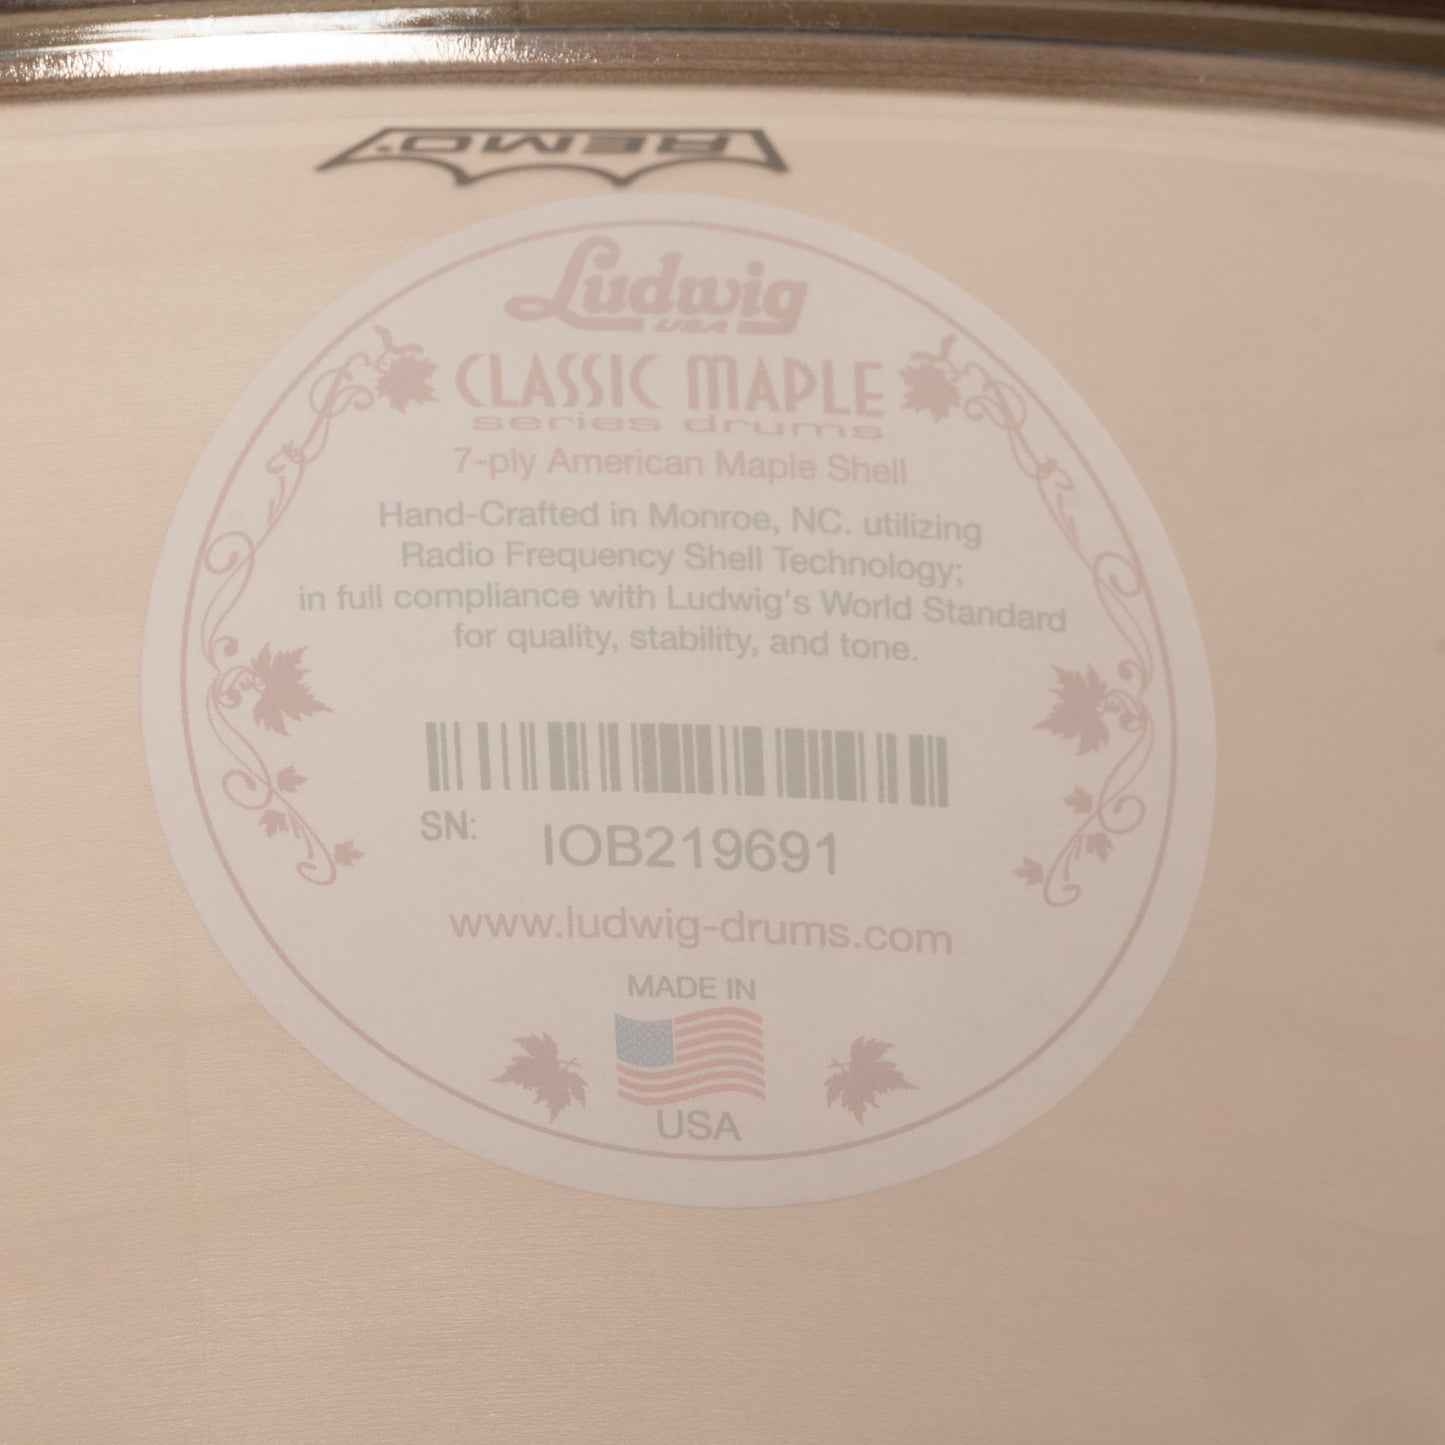 REMO
Ludwig
USA
CLASSIC MAPLE
series drums
7-ply American Maple Shell
Hand-Crafted in Monroe, NC. utilizing
Radio Frequency Shell Technology;
in full compliance with Ludwig's World Standard
for quality, stability, and tone.
SN: IOB219691
www.ludwig-drums.com
MADE IN
USA